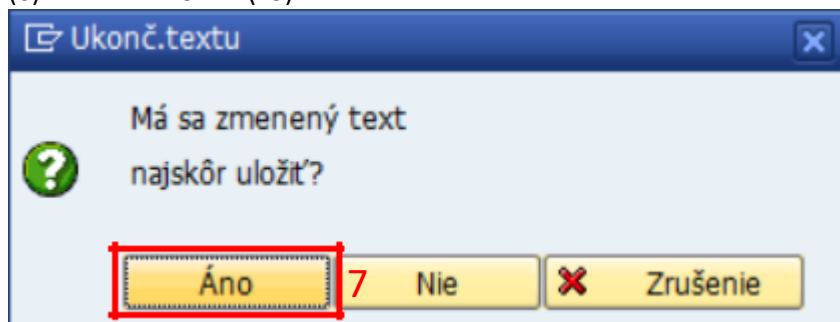 Ukonč.textu
Má sa zmenený text
najskôr uložiť?
Áno 7 Nie Zrušenie